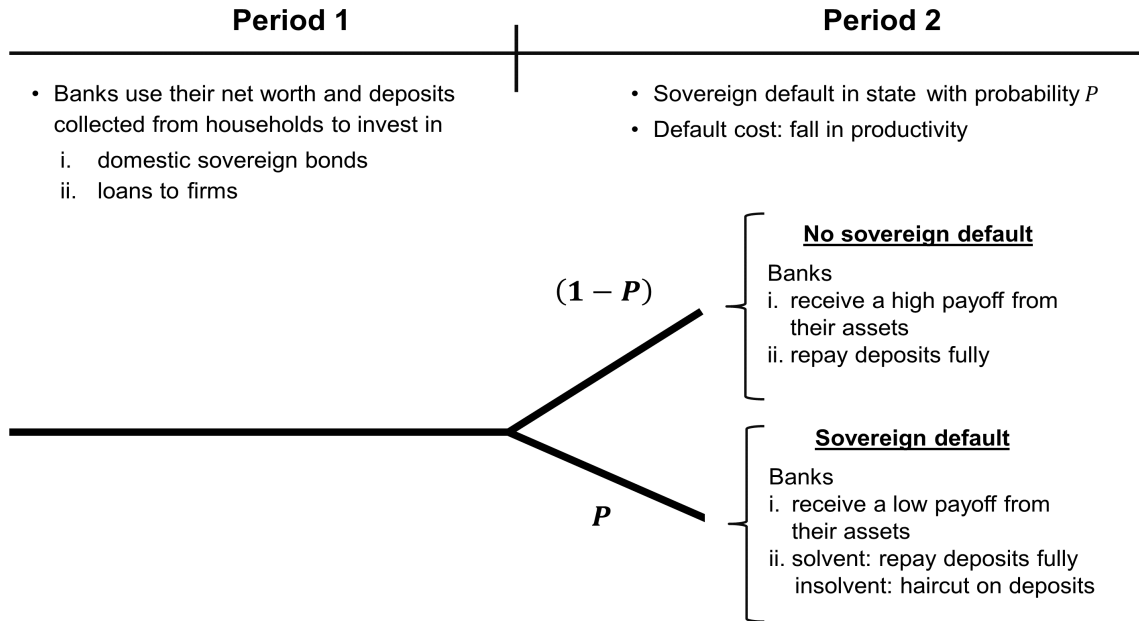 Period 1
Period 2
• Banks use their net worth and deposits
collected from households to invest in
i. domestic sovereign bonds
ii. loans to firms
• Sovereign default in state with probability P
• Default cost: fall in productivity
(1 − P)
P
No sovereign default
Banks
i. receive a high payoff from
their assets
ii. repay deposits fully
Sovereign default
Banks
i. receive a low payoff from
their assets
ii. solvent: repay deposits fully
insolvent: haircut on deposits